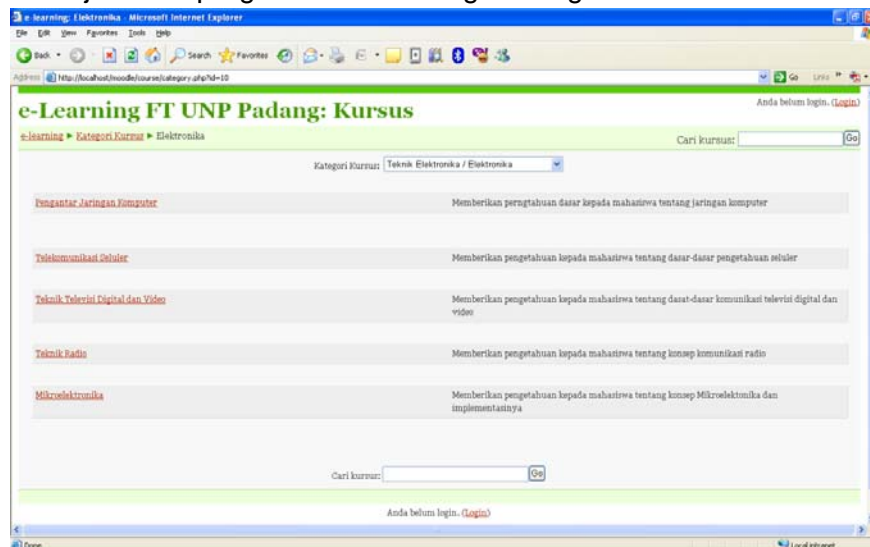 e-learning: Elektronika - Microsoft Internet Explorer
File Edit View Favorites Tools Help
Back Search Favorites
Address http://localhost/moodle/course/category.php?id=10 Go Links
e-Learning FT UNP Padang: Kursus
Anda belum login. (Login)
e-learning ► Kategori Kursus ► Elektronika
Cari kursus: Go
Kategori Kursus: Teknik Elektronika / Elektronika
Pengantar Jaringan Komputer Memberikan perngtahuan dasar kepada mahasiswa tentang jaringan komputer
Telekomunikasi Seluler Memberikan pengetahuan kepada mahasiswa tentang dasar-dasar pengetahuan seluler
Teknik Televisi Digital dan Video Memberikan pengetahuan kepada mahasiswa tentang dasat-dasar komunikasi televisi digital dan
video
Teknik Radio Memberikan pengetahuan kepada mahasiswa tentang konsep komunikasi radio
Mikroelektronika Memberikan pengetahuan kepada mahasiswa tentang konsep Mikroelektonika dan
implementasinya
Cari kursus: Go
Anda belum login. (Login)
Done Local intranet